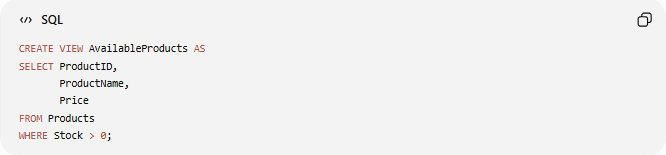 SQL
CREATE VIEW AvailableProducts AS
SELECT ProductID,
       ProductName,
       Price
FROM Products
WHERE Stock > 0;